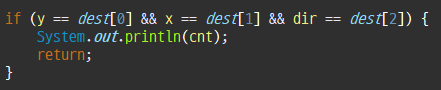 if (y == dest[0] && x == dest[1] && dir == dest[2]) {
    System.out.println(cnt);
    return;
}